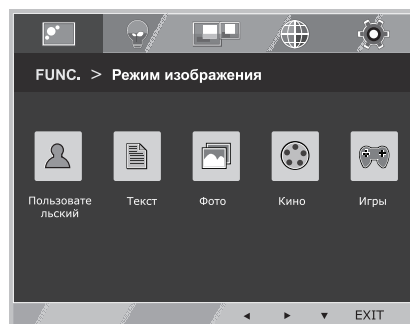 FUNC. > Режим изображения
Пользовате
льский
Текст
Фото
Кино
Игры
EXIT